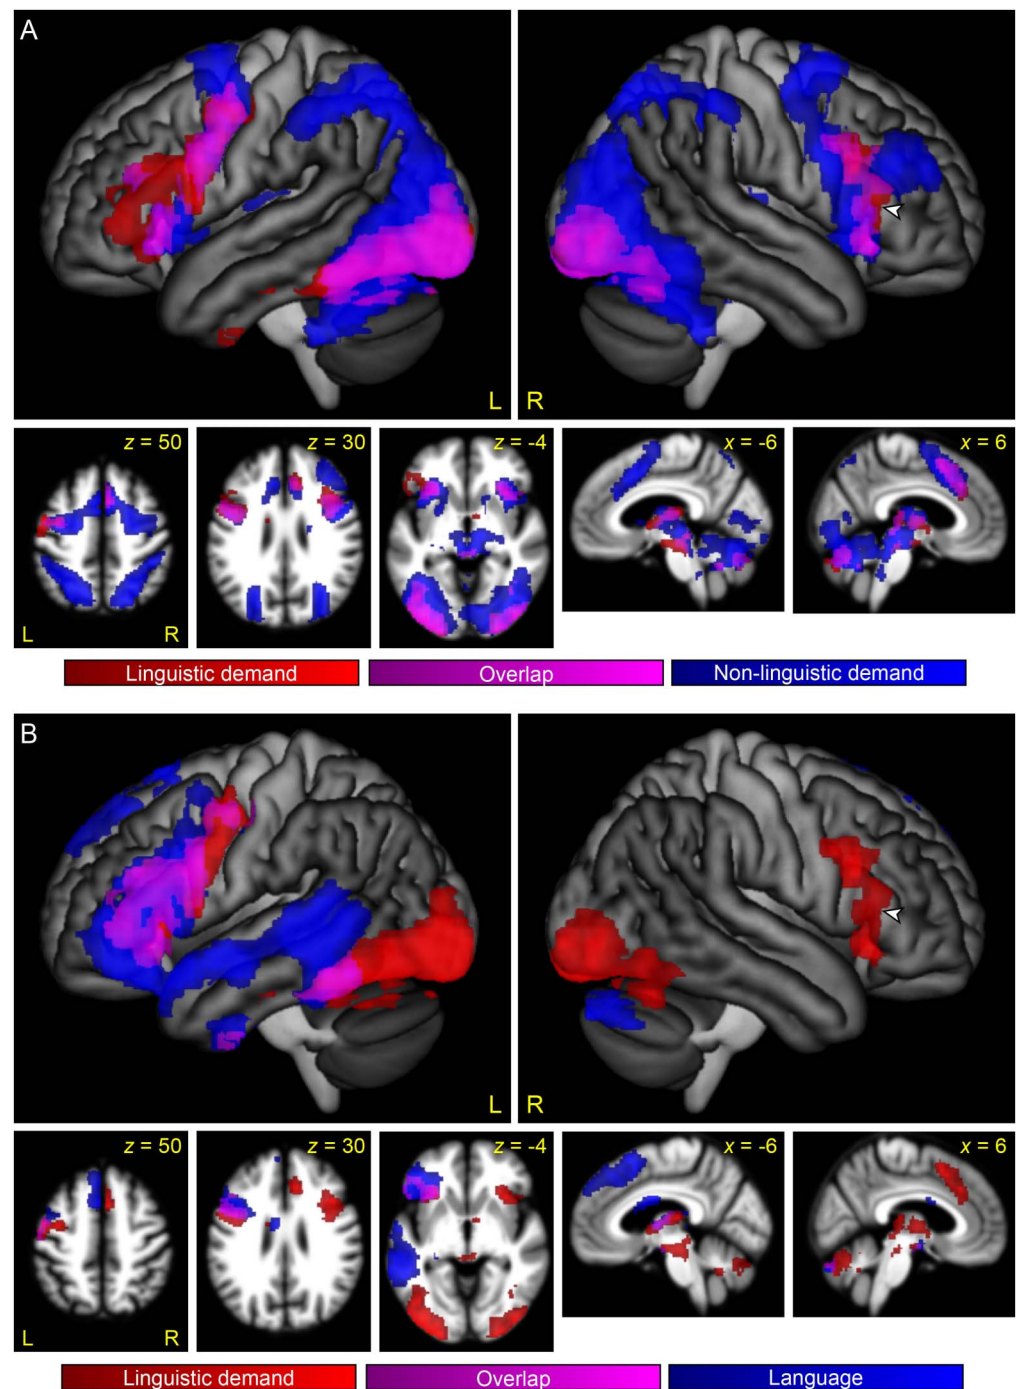 A
L R
z = 50 z = 30 z = -4 x = -6 x = 6
L R
Linguistic demand Overlap Non-linguistic demand
B
L R
z = 50 z = 30 z = -4 x = -6 x = 6
L R
Linguistic demand Overlap Language